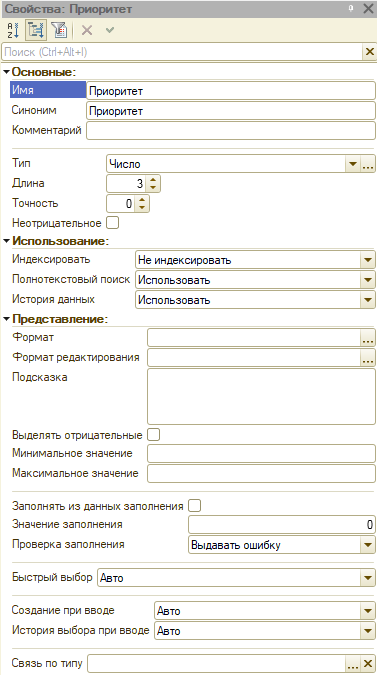 Свойства: Приоритет
Поиск (Ctrl+Alt+I)
Основные:
Имя Приоритет
Синоним Приоритет
Комментарий
Тип Число
Длина 3
Точность 0
Неотрицательное
Использование:
Индексировать Не индексировать
Полнотекстовый поиск Использовать
История данных Использовать
Представление:
Формат
Формат редактирования
Подсказка
Выделять отрицательные
Минимальное значение
Максимальное значение
Заполнять из данных заполнения
Значение заполнения 0
Проверка заполнения Выдавать ошибку
Быстрый выбор Авто
Создание при вводе Авто
История выбора при вводе Авто
Связь по типу